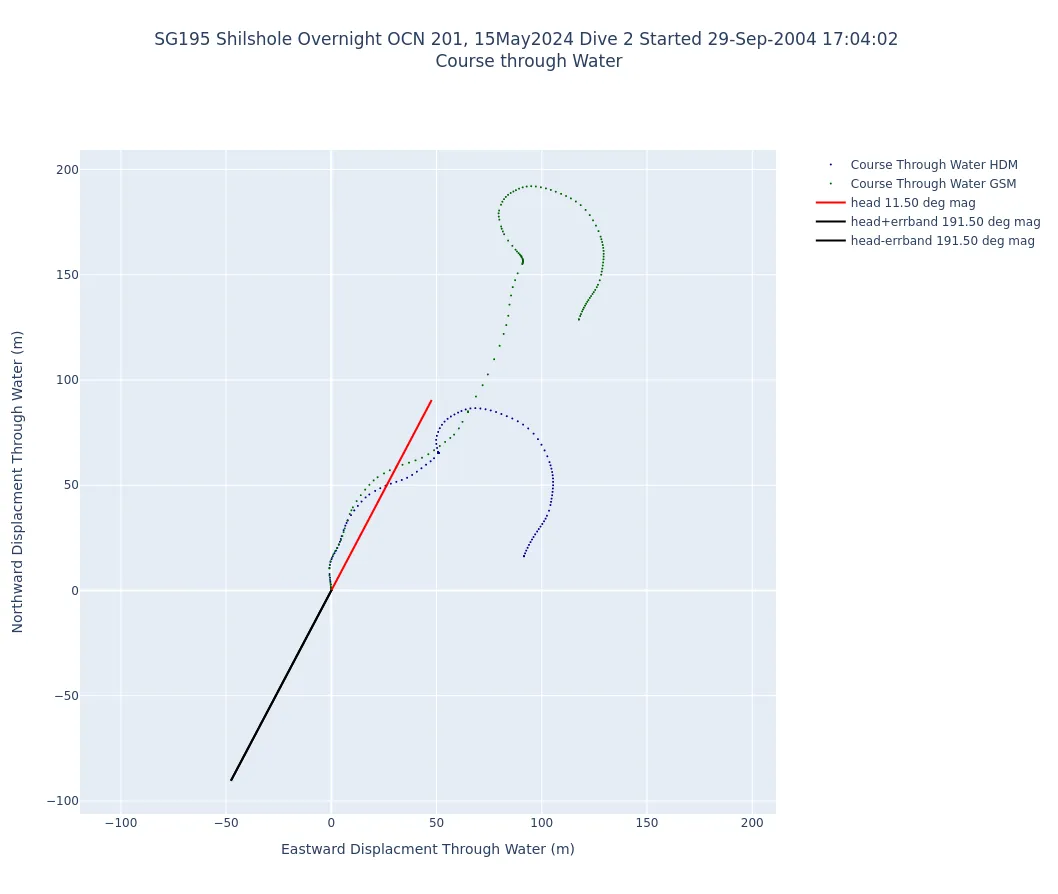 SG195 Shilshole Overnight OCN 201, 15May2024 Dive 2 Started 29-Sep-2004 17:04:02
Course through Water
Course Through Water HDM
Course Through Water GSM
head 11.50 deg mag
head+errband 191.50 deg mag
head-errband 191.50 deg mag
Northward Displacment Through Water (m)
200
150
100
50
0
−50
−100
−100 −50 0 50 100 150 200
Eastward Displacment Through Water (m)